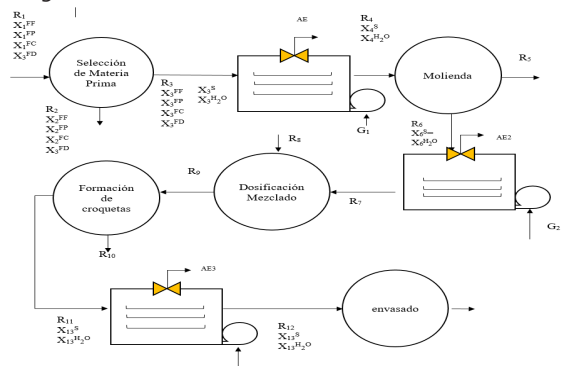 R₁
X₁ᶠᶠ
X₁ᶠᴾ
X₁ᶠᶜ
X₃ᶠᴰ
Selección
de Materia
Prima
R₂
X₂ᶠᶠ
X₂ᶠᴾ
X₂ᶠᶜ
X₃ᶠᴰ
R₃
X₃ᶠᶠ
X₃ᶠᴾ
X₃ᶠᶜ
X₃ᶠᴰ
X₃ˢ
X₃ᴴ₂ᴼ
AE
G₁
R₄
X₄ˢ
X₄ᴴ₂ᴼ
Molienda
R₅
R₆
X₆ˢ⁼
X₆ᴴ₂ᴼ
AE2
G₂
R₇
R₈
Dosificación
Mezclado
R₉
Formación
de
croquetas
R₁₀
R₁₁
X₁₃ˢ
X₁₃ᴴ₂ᴼ
AE3
R₁₂
X₁₃ˢ
X₁₃ᴴ₂ᴼ
envasado